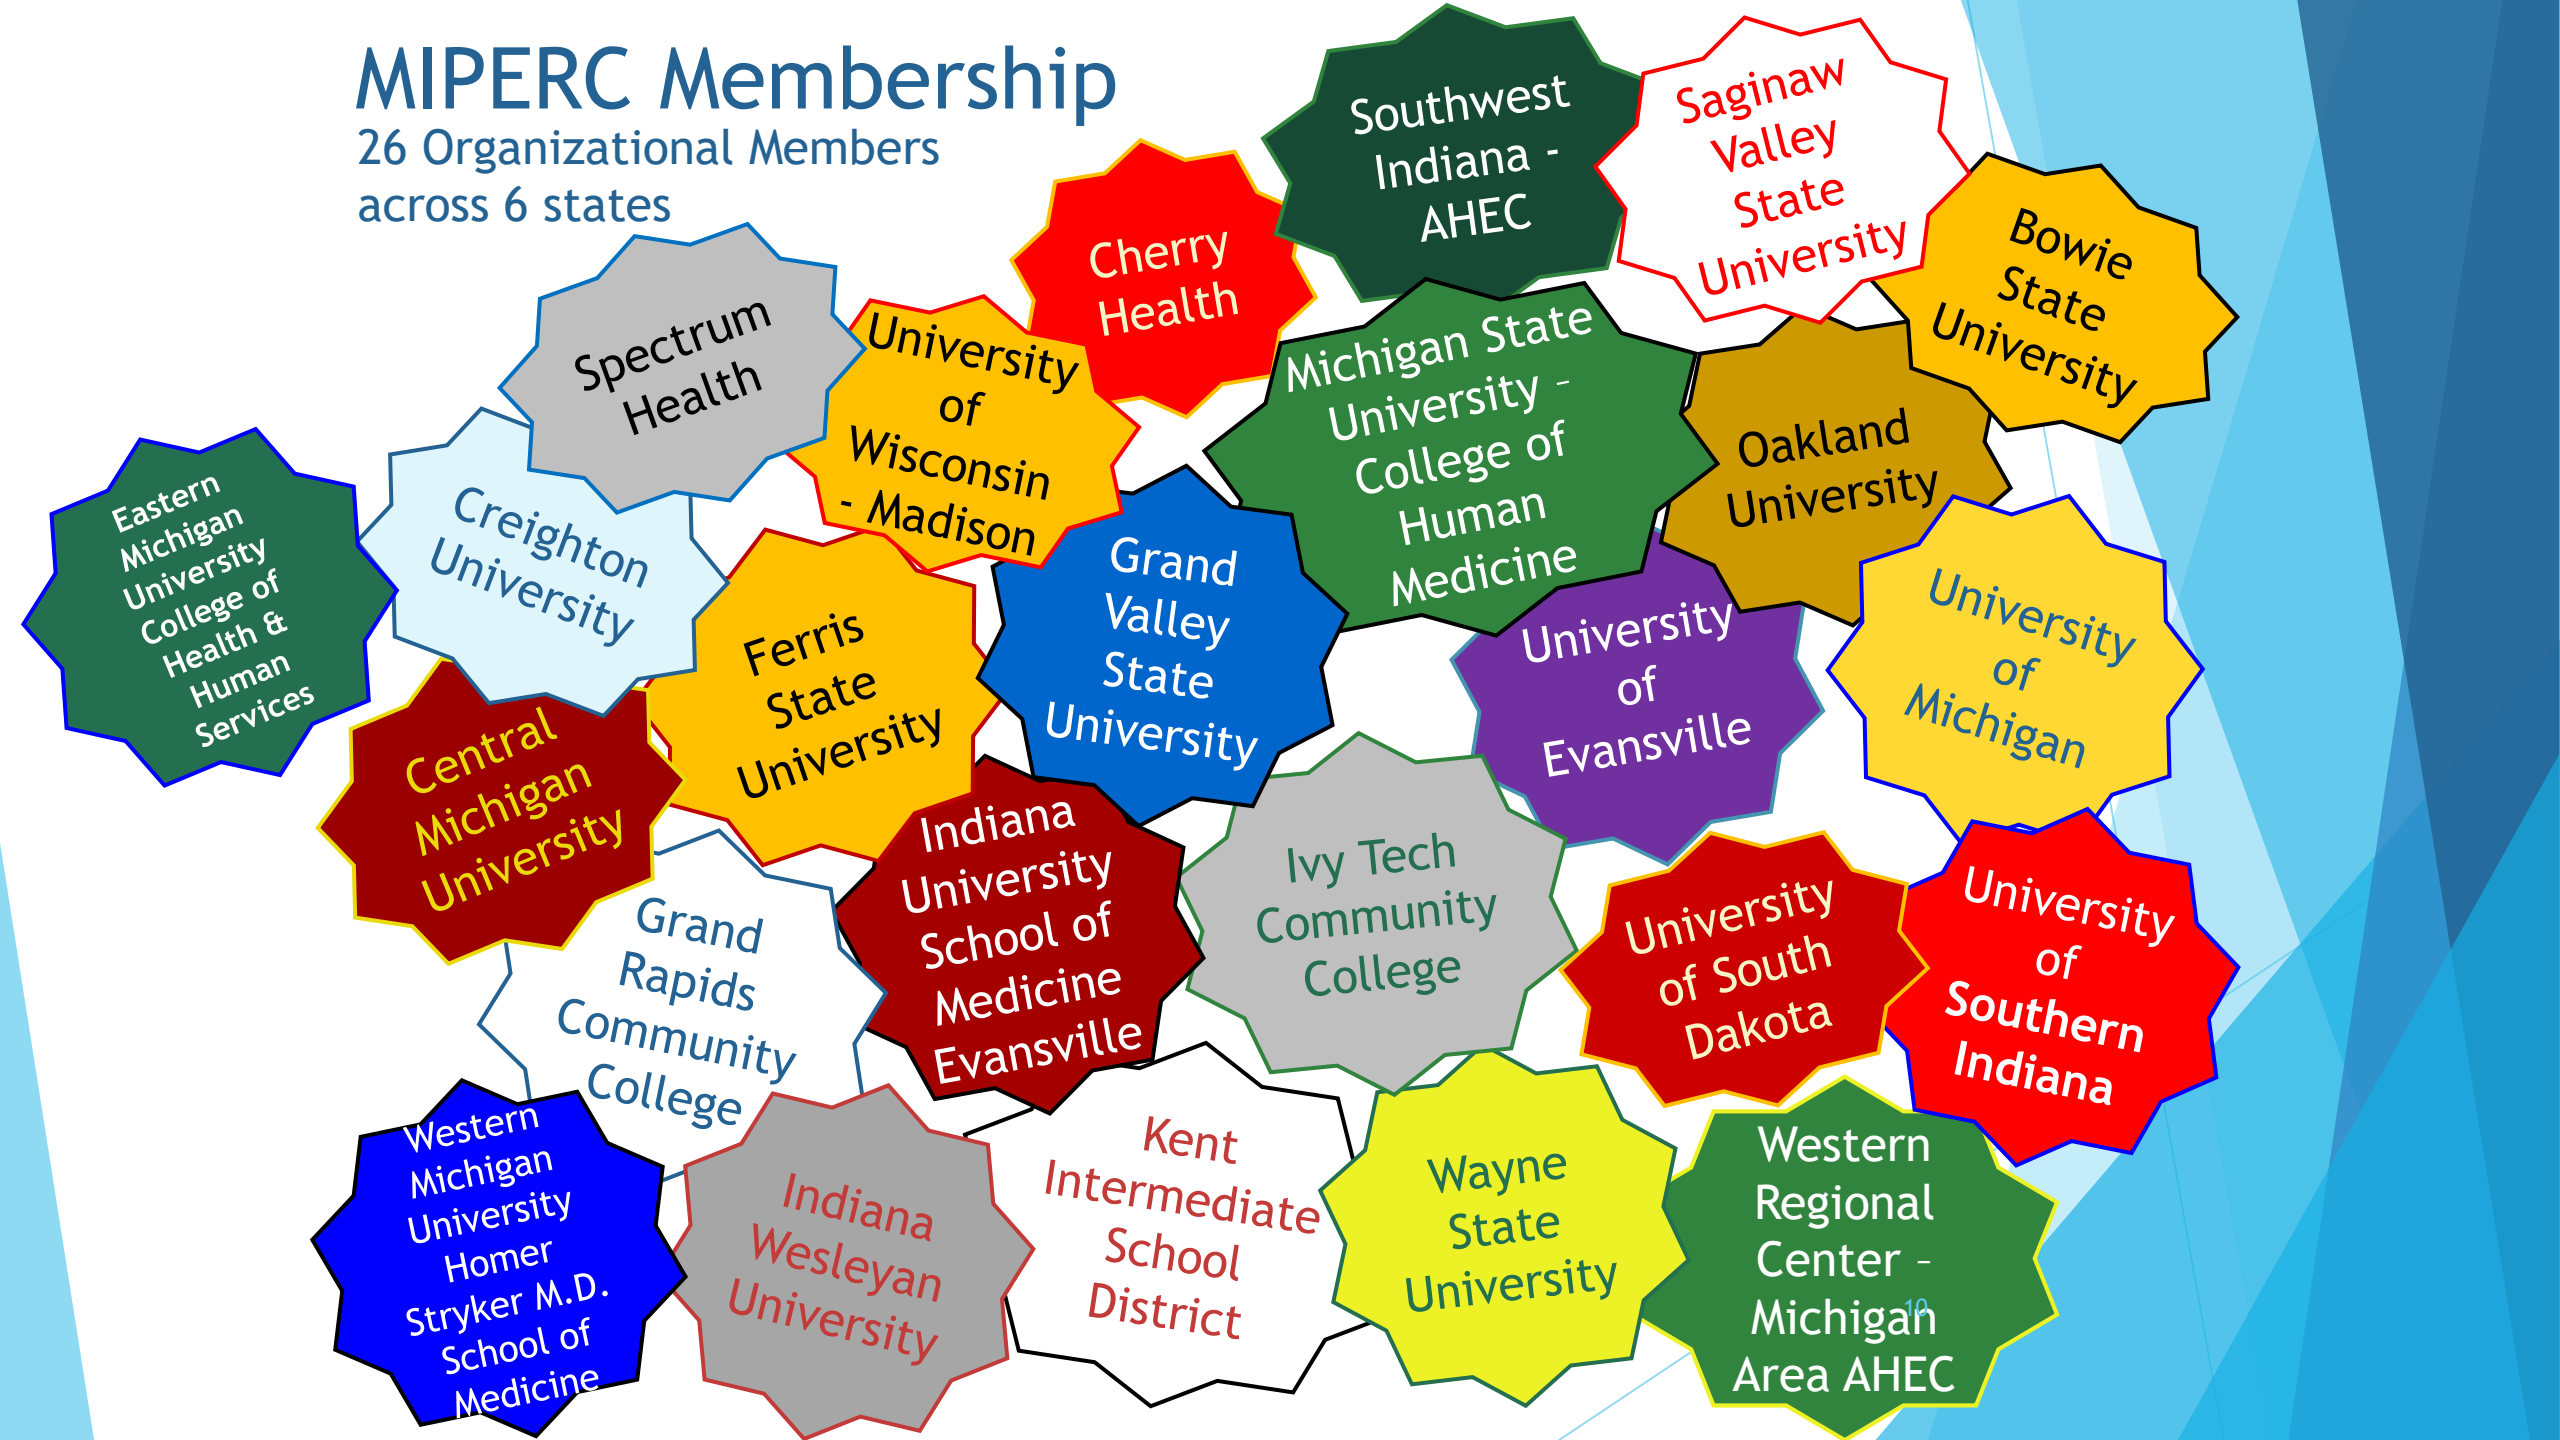 MIPERC Membership
26 Organizational Members
across 6 states
Southwest
Indiana -
AHEC
Saginaw
Valley
State
University
Bowie
State
University
Cherry
Health
Spectrum
Health
University
of
Wisconsin
- Madison
Michigan State
University –
College of
Human
Medicine
Oakland
University
Eastern
Michigan
University
College of
Health &
Human
Services
Creighton
University
Ferris
State
University
Grand
Valley
State
University
University
of
Evansville
University
of
Michigan
Central
Michigan
University
Grand
Rapids
Community
College
Indiana
University
School of
Medicine
Evansville
Ivy Tech
Community
College
University
of South
Dakota
University
of
Southern
Indiana
Western
Michigan
University
Homer
Stryker M.D.
School of
Medicine
Indiana
Wesleyan
University
Kent
Intermediate
School
District
Wayne
State
University
Western
Regional
Center –
Michigan
Area AHEC
10